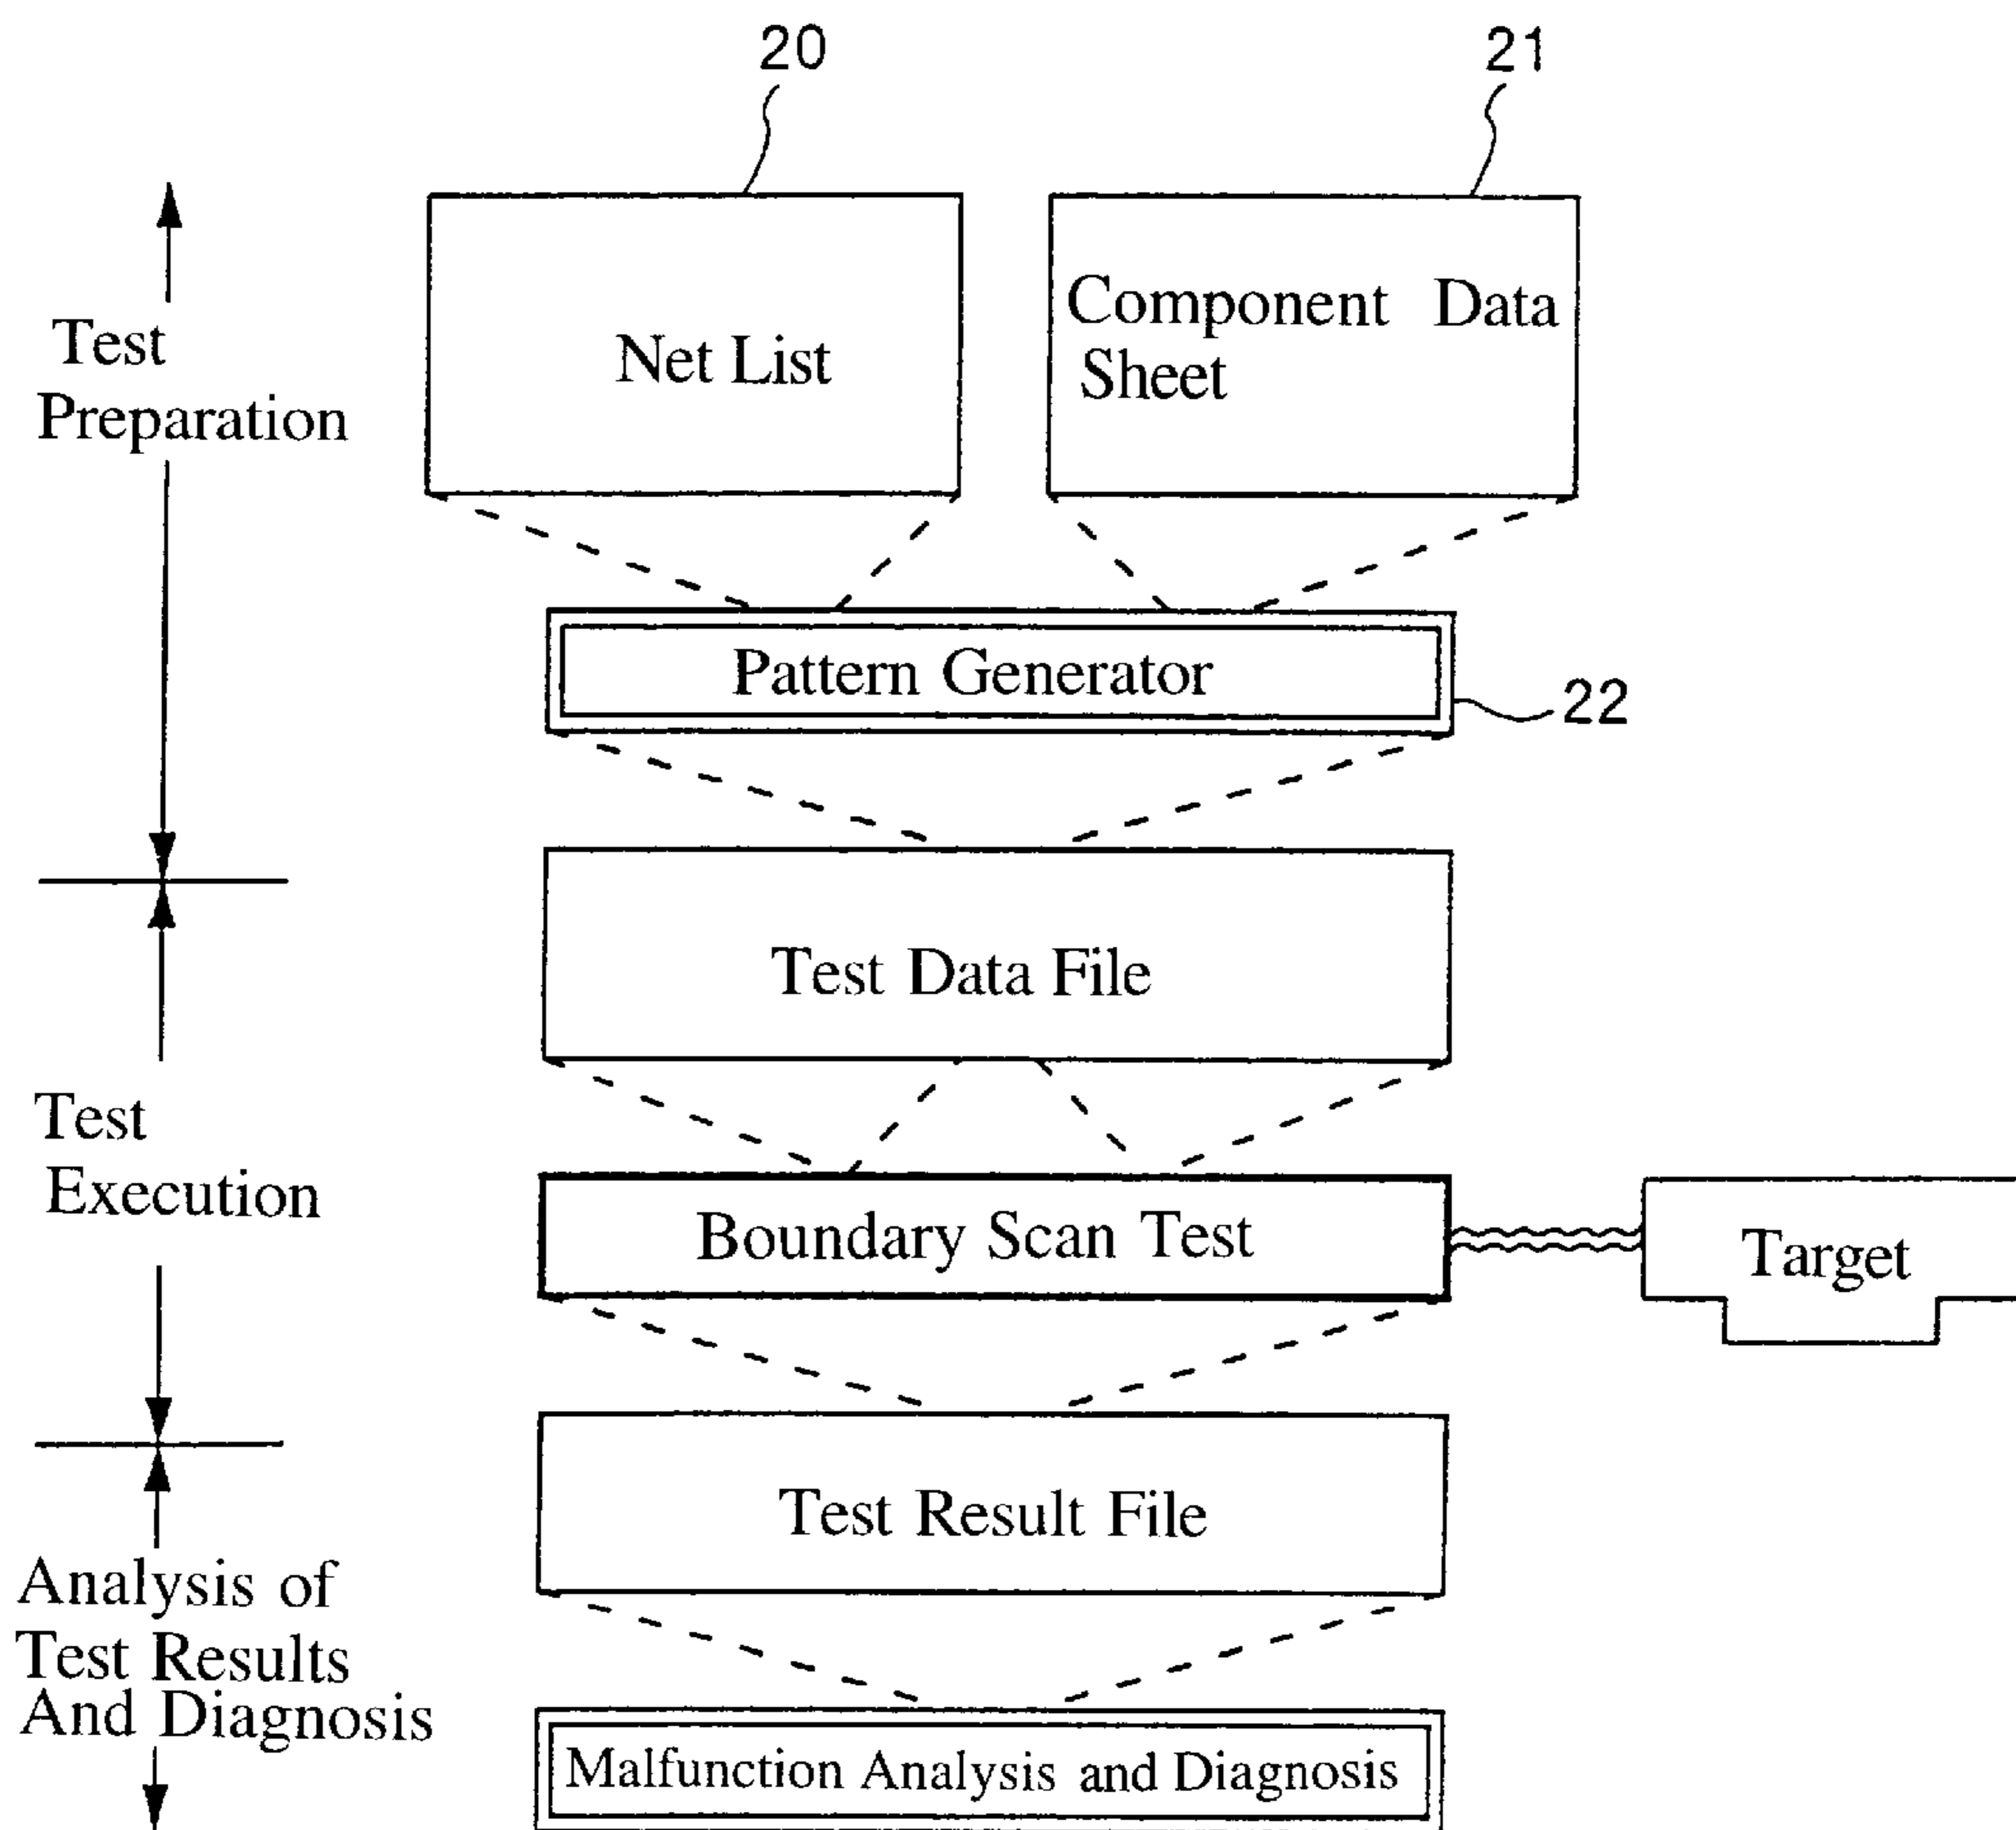 20
21
Test
Preparation
Net List
Component Data
Sheet
Pattern Generator
22
Test Data File
Test
Execution
Boundary Scan Test
Target
Test Result File
Analysis of
Test Results
And Diagnosis
Malfunction Analysis and Diagnosis